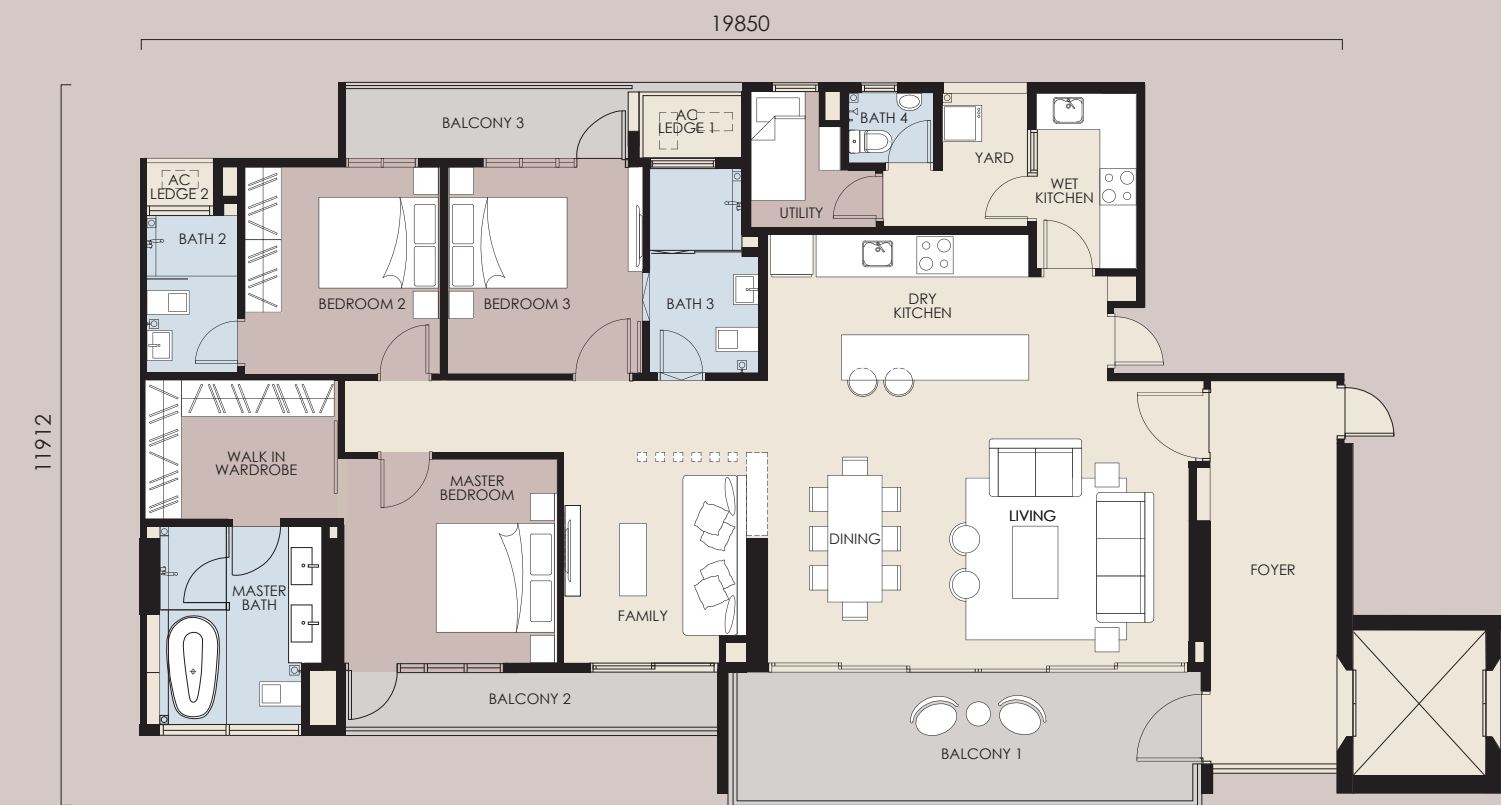 19850
11912
BALCONY 3
AC
LEDGE 1
BATH 4
YARD
AC
LEDGE 2
WET
KITCHEN
UTILITY
BATH 2
BEDROOM 2
BEDROOM 3
BATH 3
DRY
KITCHEN
WALK IN
WARDROBE
MASTER
BEDROOM
LIVING
DINING
FOYER
MASTER
BATH
FAMILY
BALCONY 2
BALCONY 1